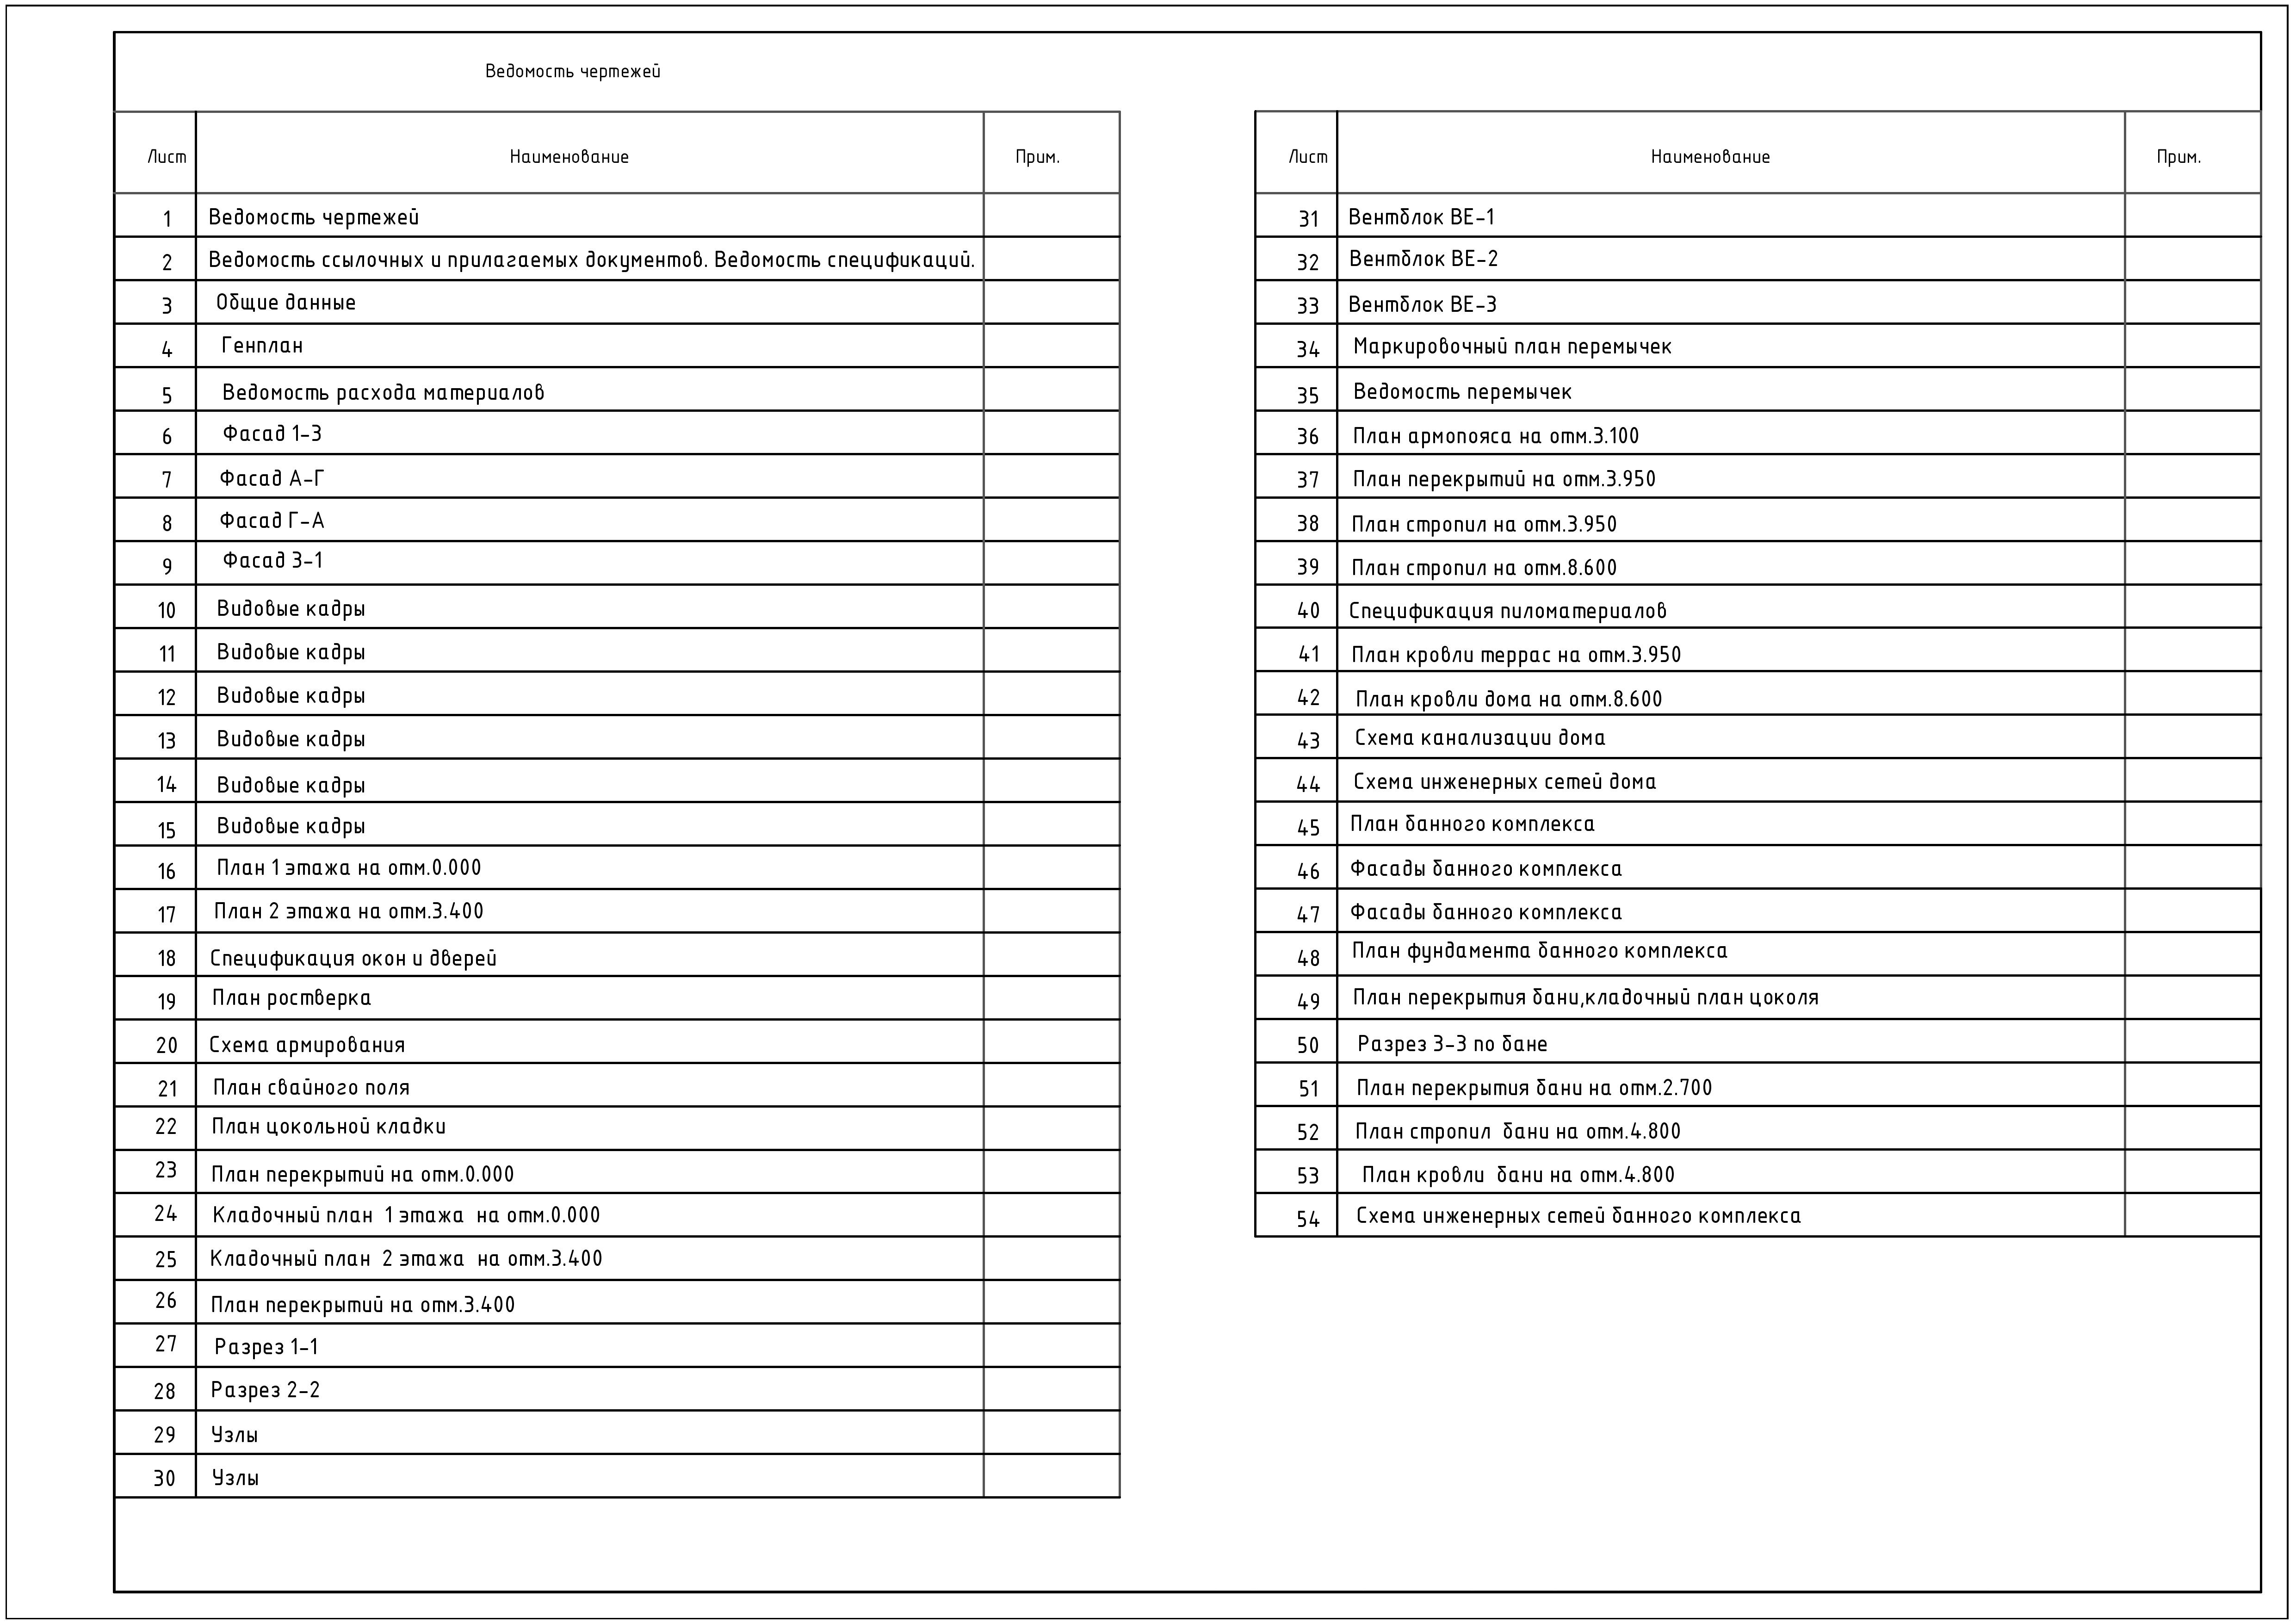 Ведомость чертежей
Лист Наименование Прим.
1 Ведомость чертежей
2 Ведомость ссылочных и прилагаемых документов. Ведомость спецификаций.
3 Общие данные
4 Генплан
5 Ведомость расхода материалов
6 Фасад 1-3
7 Фасад А-Г
8 Фасад Г-А
9 Фасад 3-1
10 Видовые кадры
11 Видовые кадры
12 Видовые кадры
13 Видовые кадры
14 Видовые кадры
15 Видовые кадры
16 План 1 этажа на отм.0.000
17 План 2 этажа на отм.3.400
18 Спецификация окон и дверей
19 План ростверка
20 Схема армирования
21 План свайного поля
22 План цокольной кладки
23 План перекрытий на отм.0.000
24 Кладочный план 1 этажа на отм.0.000
25 Кладочный план 2 этажа на отм.3.400
26 План перекрытий на отм.3.400
27 Разрез 1-1
28 Разрез 2-2
29 Узлы
30 Узлы
Лист Наименование Прим.
31 Вентблок ВЕ-1
32 Вентблок ВЕ-2
33 Вентблок ВЕ-3
34 Маркировочный план перемычек
35 Ведомость перемычек
36 План армопояса на отм.3.100
37 План перекрытий на отм.3.950
38 План стропил на отм.3.950
39 План стропил на отм.8.600
40 Спецификация пиломатериалов
41 План кровли террас на отм.3.950
42 План кровли дома на отм.8.600
43 Схема канализации дома
44 Схема инженерных сетей дома
45 План банного комплекса
46 Фасады банного комплекса
47 Фасады банного комплекса
48 План фундамента банного комплекса
49 План перекрытия бани,кладочный план цоколя
50 Разрез 3-3 по бане
51 План перекрытия бани на отм.2.700
52 План стропил бани на отм.4.800
53 План кровли бани на отм.4.800
54 Схема инженерных сетей банного комплекса